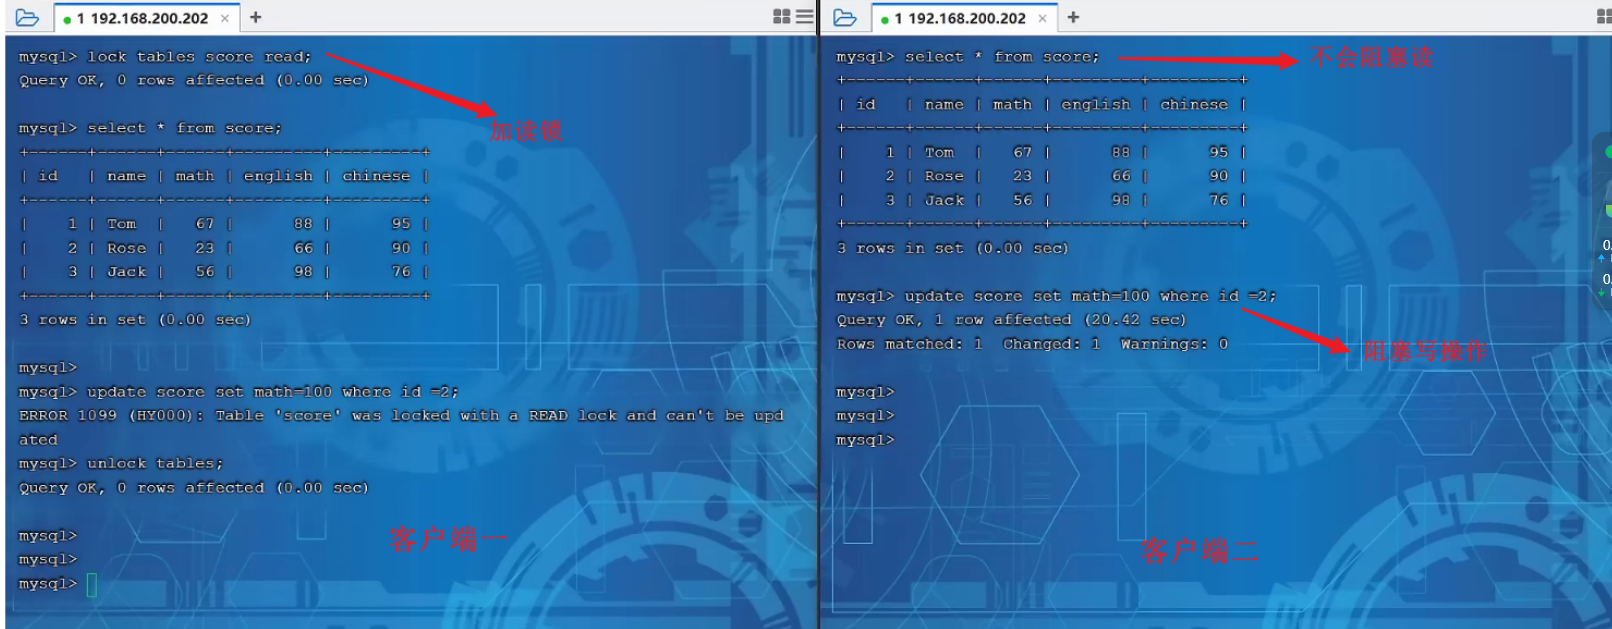 1 192.168.200.202 × +
mysql> lock tables score read;
Query OK, 0 rows affected (0.00 sec)
加读锁
mysql> select * from score;
+------+------+------+---------+---------+
| id   | name | math | english | chinese |
+------+------+------+---------+---------+
|    1 | Tom  |   67 |      88 |      95 |
|    2 | Rose |   23 |      66 |      90 |
|    3 | Jack |   56 |      98 |      76 |
+------+------+------+---------+---------+
3 rows in set (0.00 sec)
mysql>
mysql> update score set math=100 where id =2;
ERROR 1099 (HY000): Table 'score' was locked with a READ lock and can't be upd
ated
mysql> unlock tables;
Query OK, 0 rows affected (0.00 sec)
mysql>
客户端一
mysql>
mysql>
1 192.168.200.202 × +
mysql> select * from score;
不会阻塞读
+------+------+------+---------+---------+
| id   | name | math | english | chinese |
+------+------+------+---------+---------+
|    1 | Tom  |   67 |      88 |      95 |
|    2 | Rose |   23 |      66 |      90 |
|    3 | Jack |   56 |      98 |      76 |
+------+------+------+---------+---------+
3 rows in set (0.00 sec)
mysql> update score set math=100 where id =2;
Query OK, 1 row affected (20.42 sec)
Rows matched: 1  Changed: 1  Warnings: 0
阻塞写操作
mysql>
mysql>
mysql>
客户端二